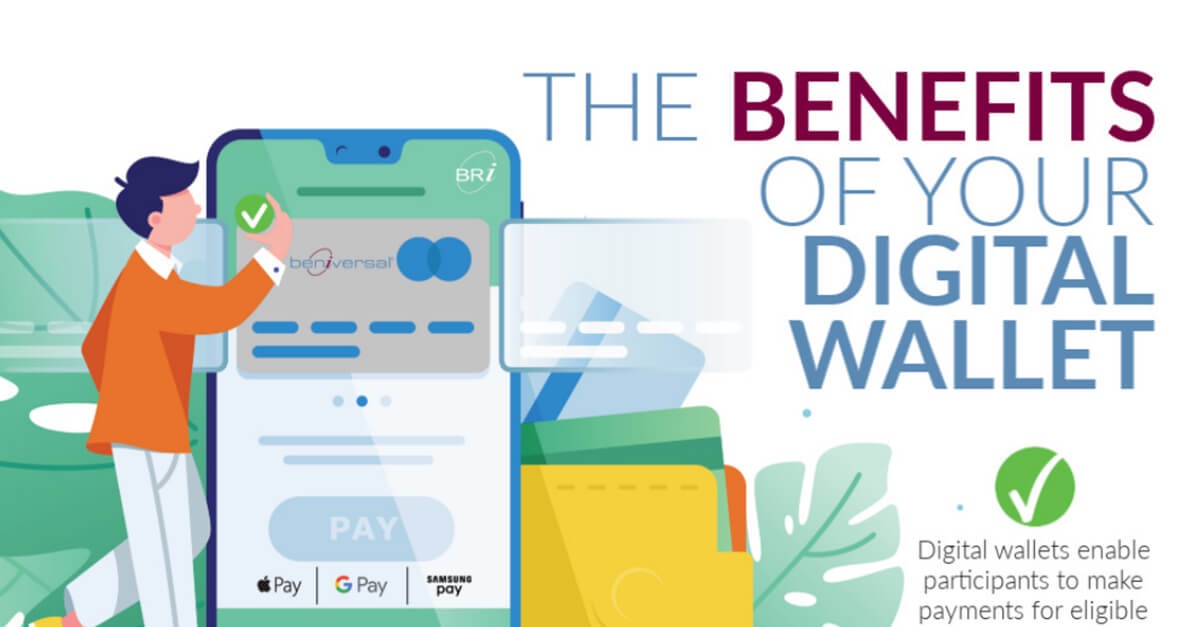 THE BENEFITS
OF YOUR
DIGITAL
WALLET
BRi
beniversal
PAY
Pay
G Pay
SAMSUNG
pay
Digital wallets enable
participants to make
payments for eligible